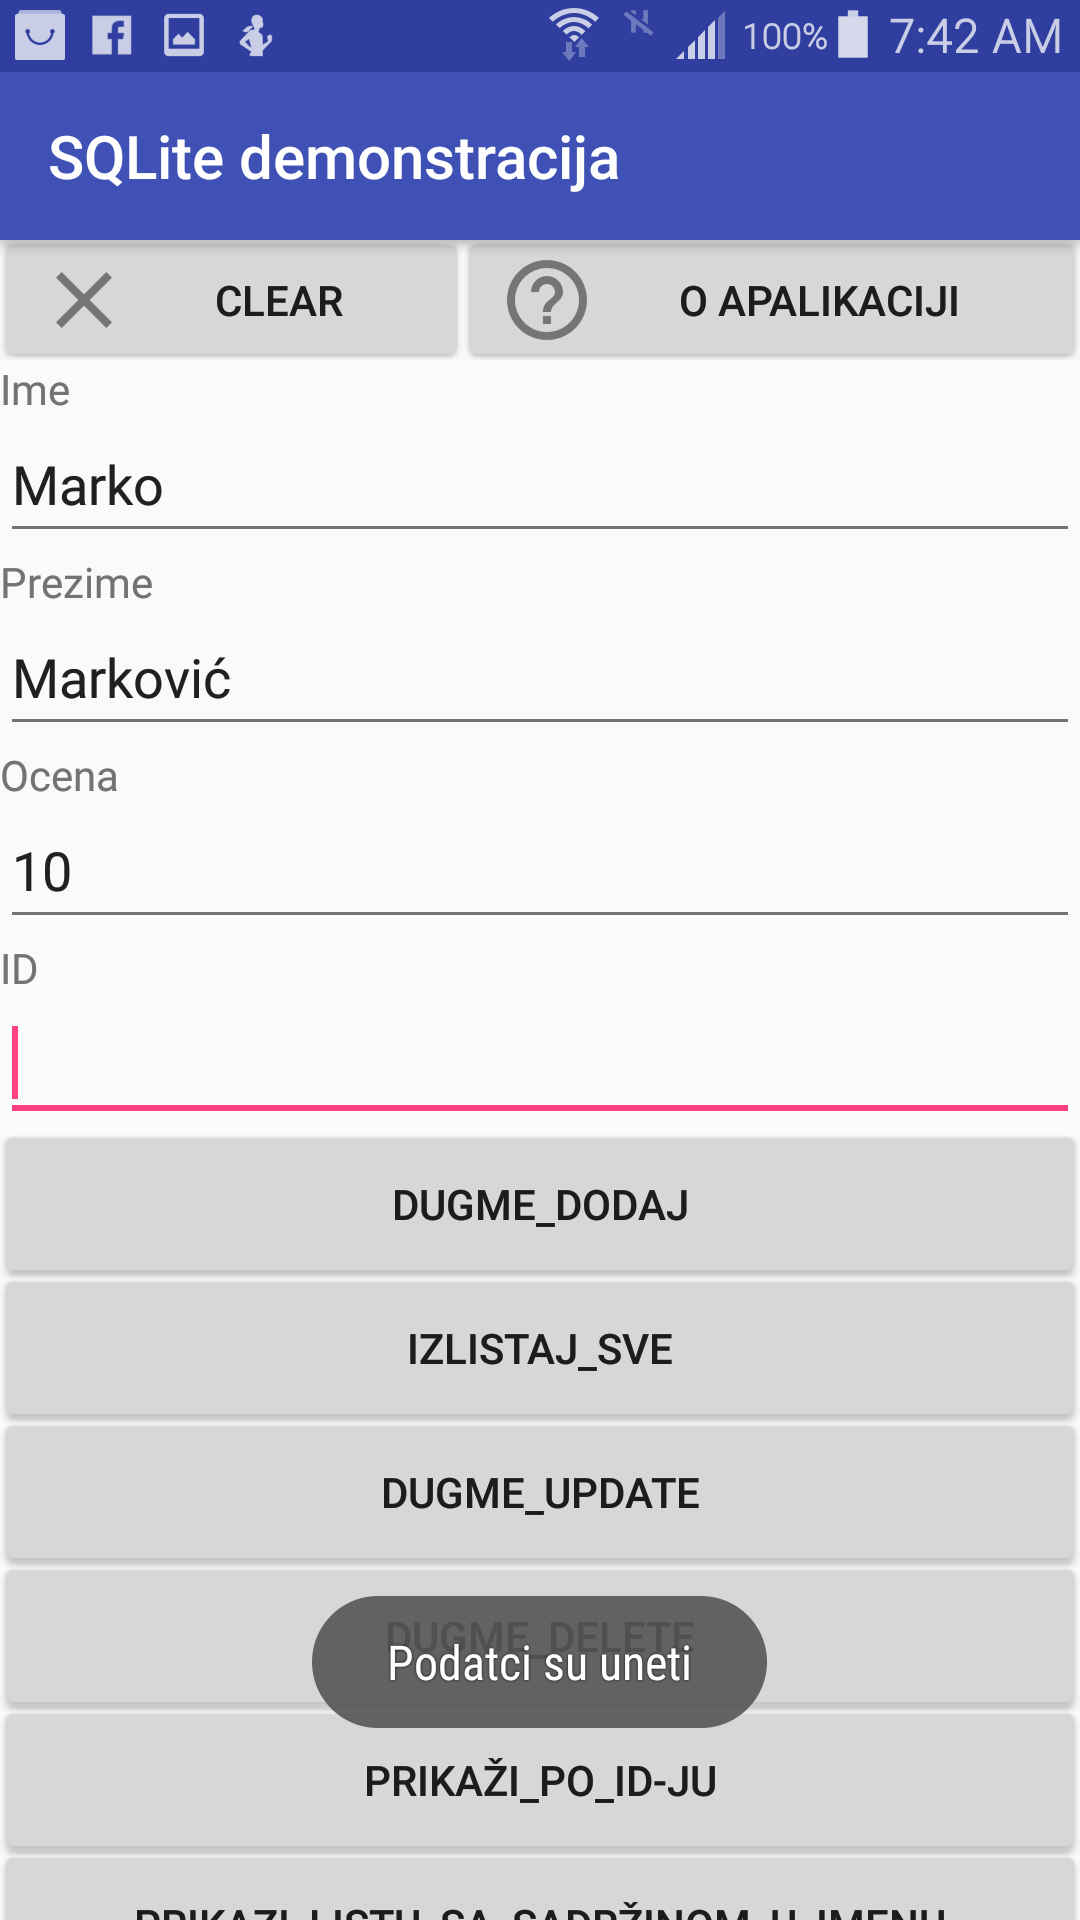 100% 7:42 AM
SQLite demonstracija
CLEAR O APALIKACIJI
Ime
Marko
Prezime
Marković
Ocena
10
ID
DUGME_DODAJ
IZLISTAJ_SVE
DUGME_UPDATE
DUGME_DELETE
Podatci su uneti
PRIKAŽI_PO_ID-JU
PRIKAZI_LISTU_SA_SADRŽINOM_U_IMENU